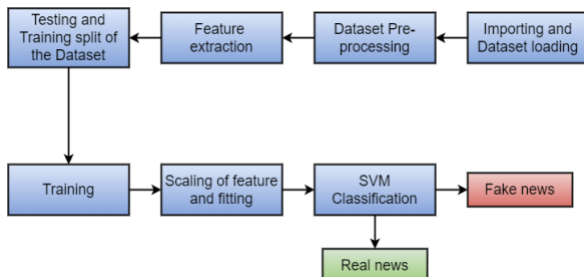 Testing and
Training split of
the Dataset
Feature
extraction
Dataset Pre-
processing
Importing and
Dataset loading
Training
Scaling of feature
and fitting
SVM
Classification
Fake news
Real news